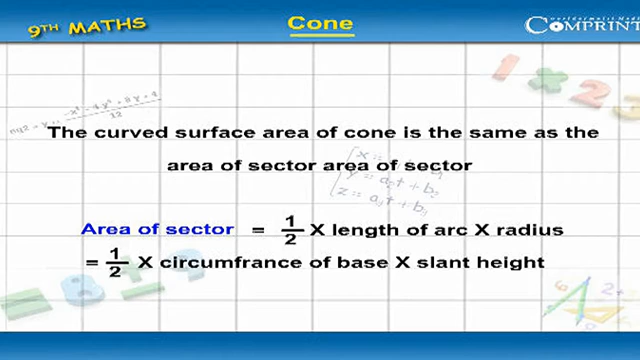 9TH MATHS
Cone
COMPRINT
The curved surface area of cone is the same as the
area of sector area of sector
Area of sector = 1/2 X length of arc X radius
= 1/2 X circumfrance of base X slant height